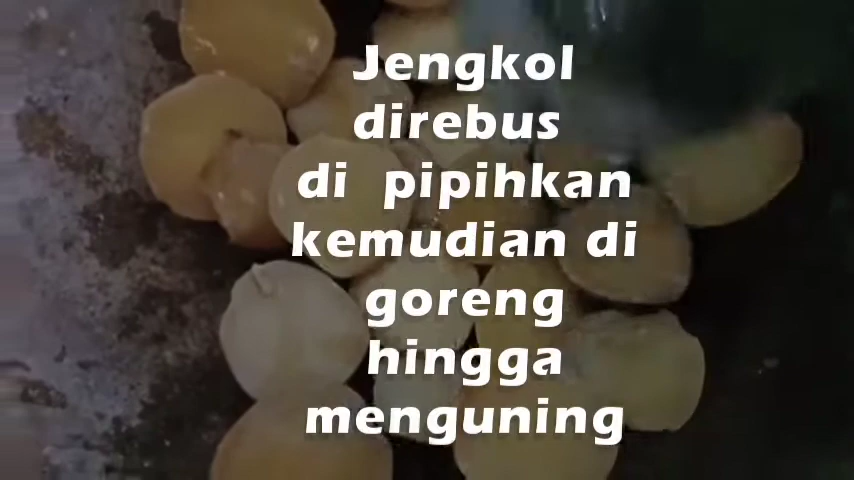 Jengkol
direbus
di pipihkan
kemudian di
goreng
hingga
menguning